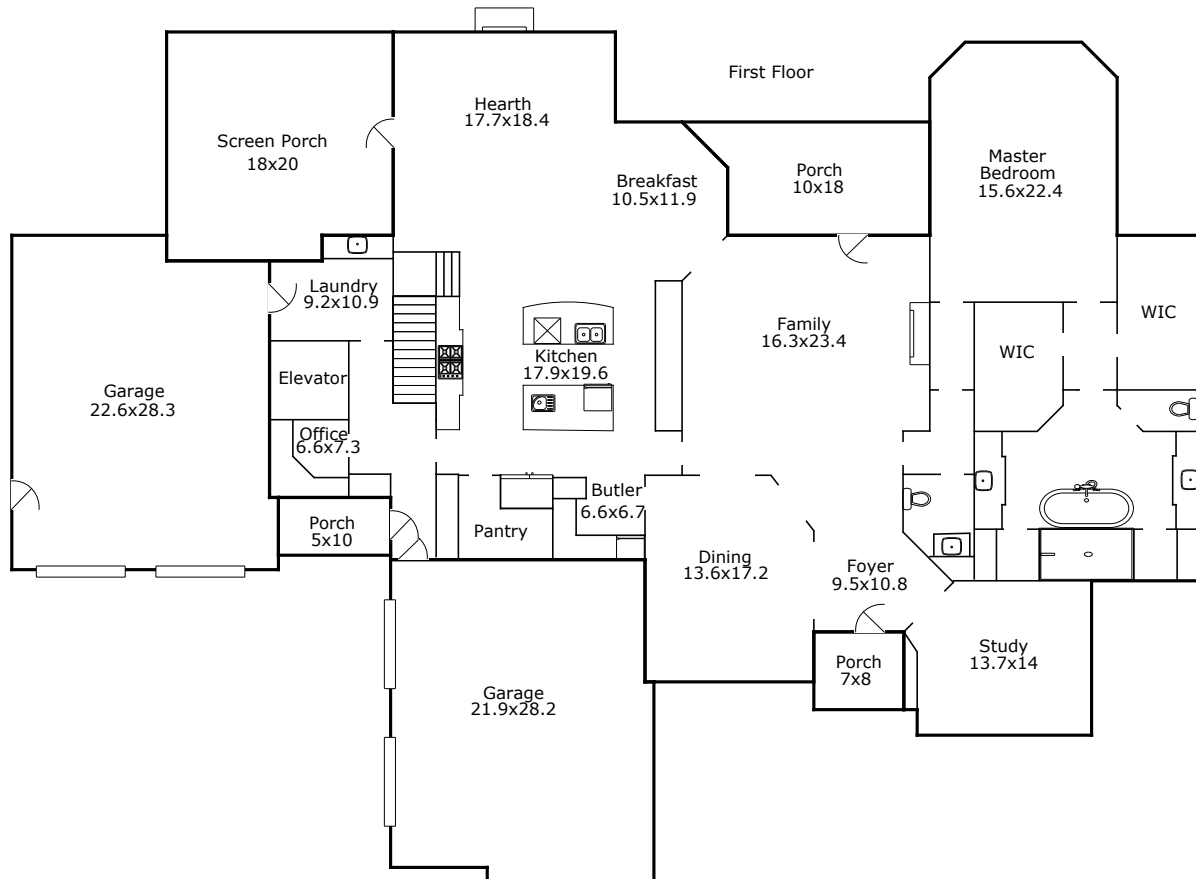 First Floor
Hearth
17.7x18.4
Screen Porch
18x20
Master
Bedroom
15.6x22.4
Porch
10x18
Breakfast
10.5x11.9
Laundry
9.2x10.9
WIC
Family
16.3x23.4
WIC
Kitchen
17.9x19.6
Elevator
Garage
22.6x28.3
Office
6.6x7.3
Butler
6.6x6.7
Porch
5x10
Pantry
Dining
13.6x17.2
Foyer
9.5x10.8
Study
13.7x14
Porch
7x8
Garage
21.9x28.2